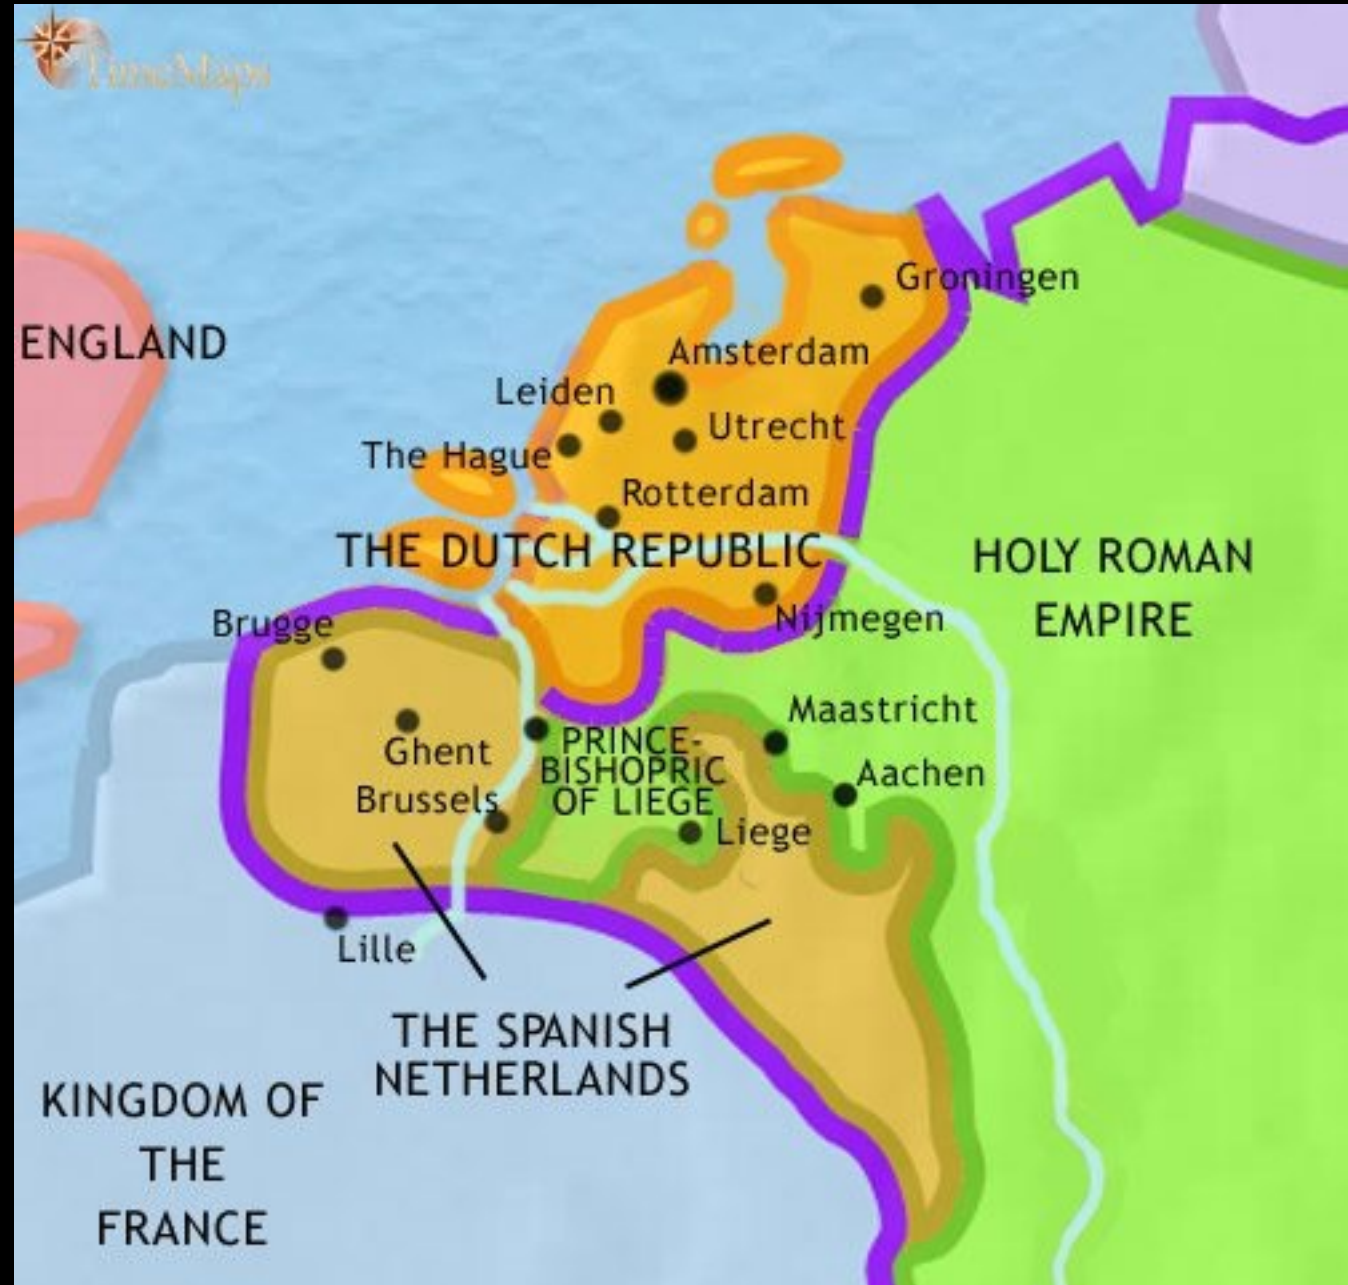 TimeMaps
Groningen
ENGLAND
Amsterdam
Leiden
Utrecht
The Hague
Rotterdam
THE DUTCH REPUBLIC
HOLY ROMAN
EMPIRE
Nijmegen
Brugge
Maastricht
Ghent
PRINCE-
BISHOPRIC
OF LIEGE
Aachen
Brussels
Liege
Lille
THE SPANISH
NETHERLANDS
KINGDOM OF
THE
FRANCE